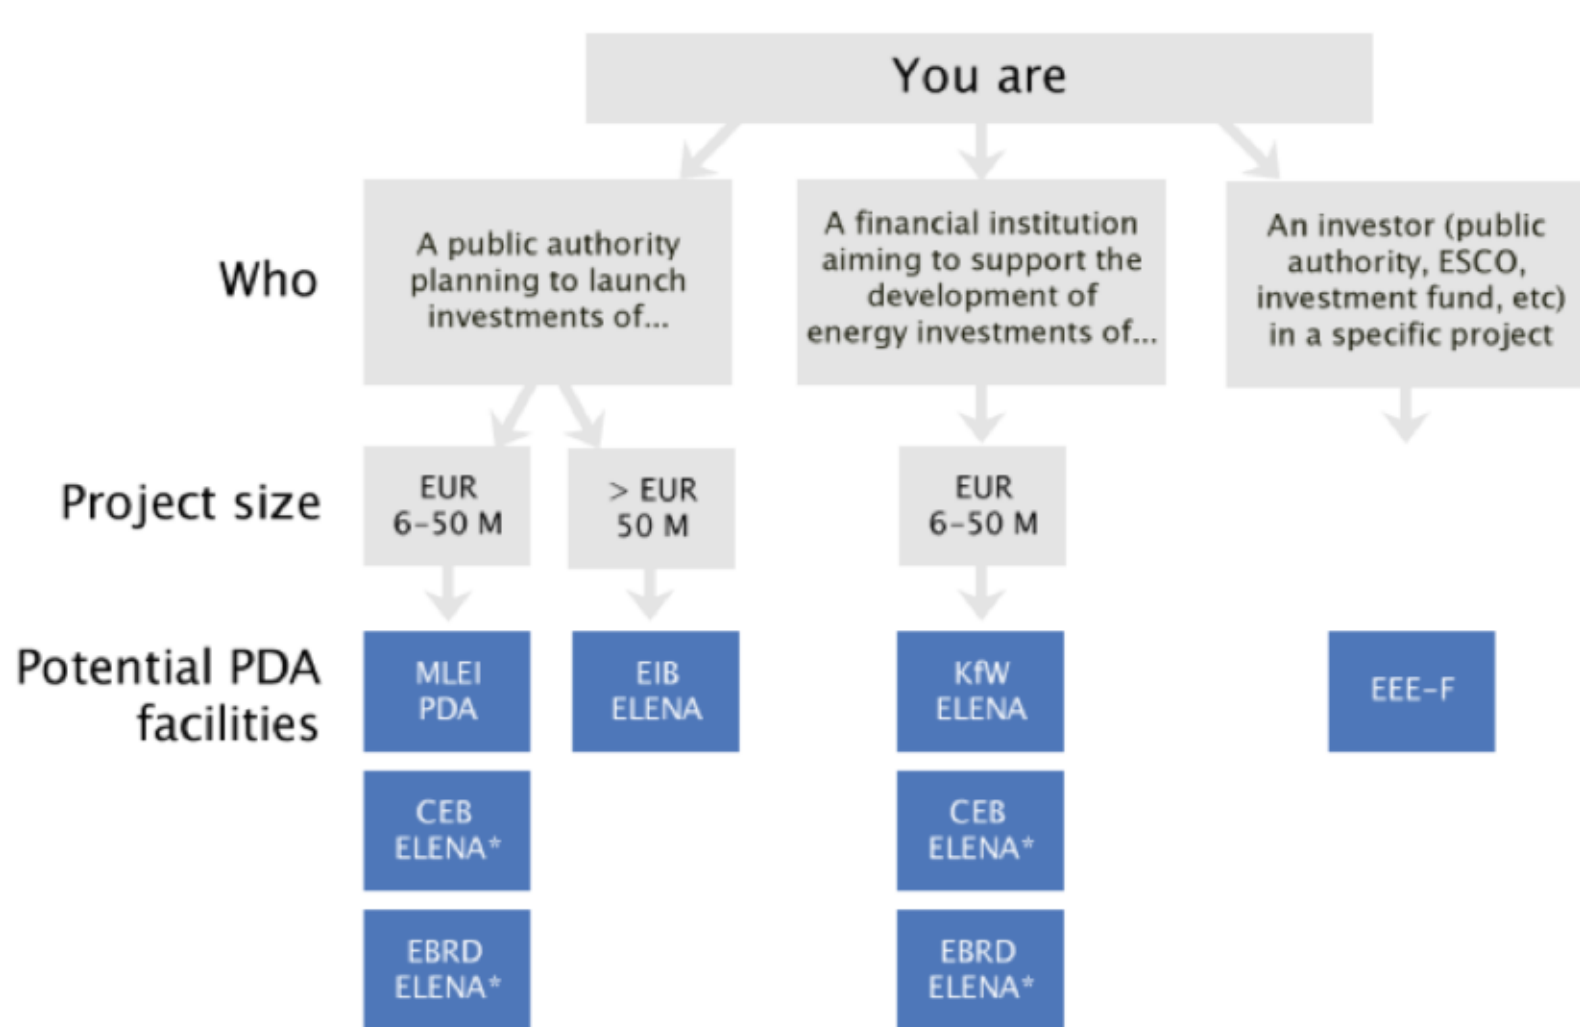 You are
Who
A public authority
planning to launch
investments of...
A financial institution
aiming to support the
development of
energy investments of...
An investor (public
authority, ESCO,
investment fund, etc)
in a specific project
Project size
EUR
6-50 M
> EUR
50 M
EUR
6-50 M
Potential PDA
facilities
MLEI
PDA
EIB
ELENA
KfW
ELENA
EEE-F
CEB
ELENA*
CEB
ELENA*
EBRD
ELENA*
EBRD
ELENA*